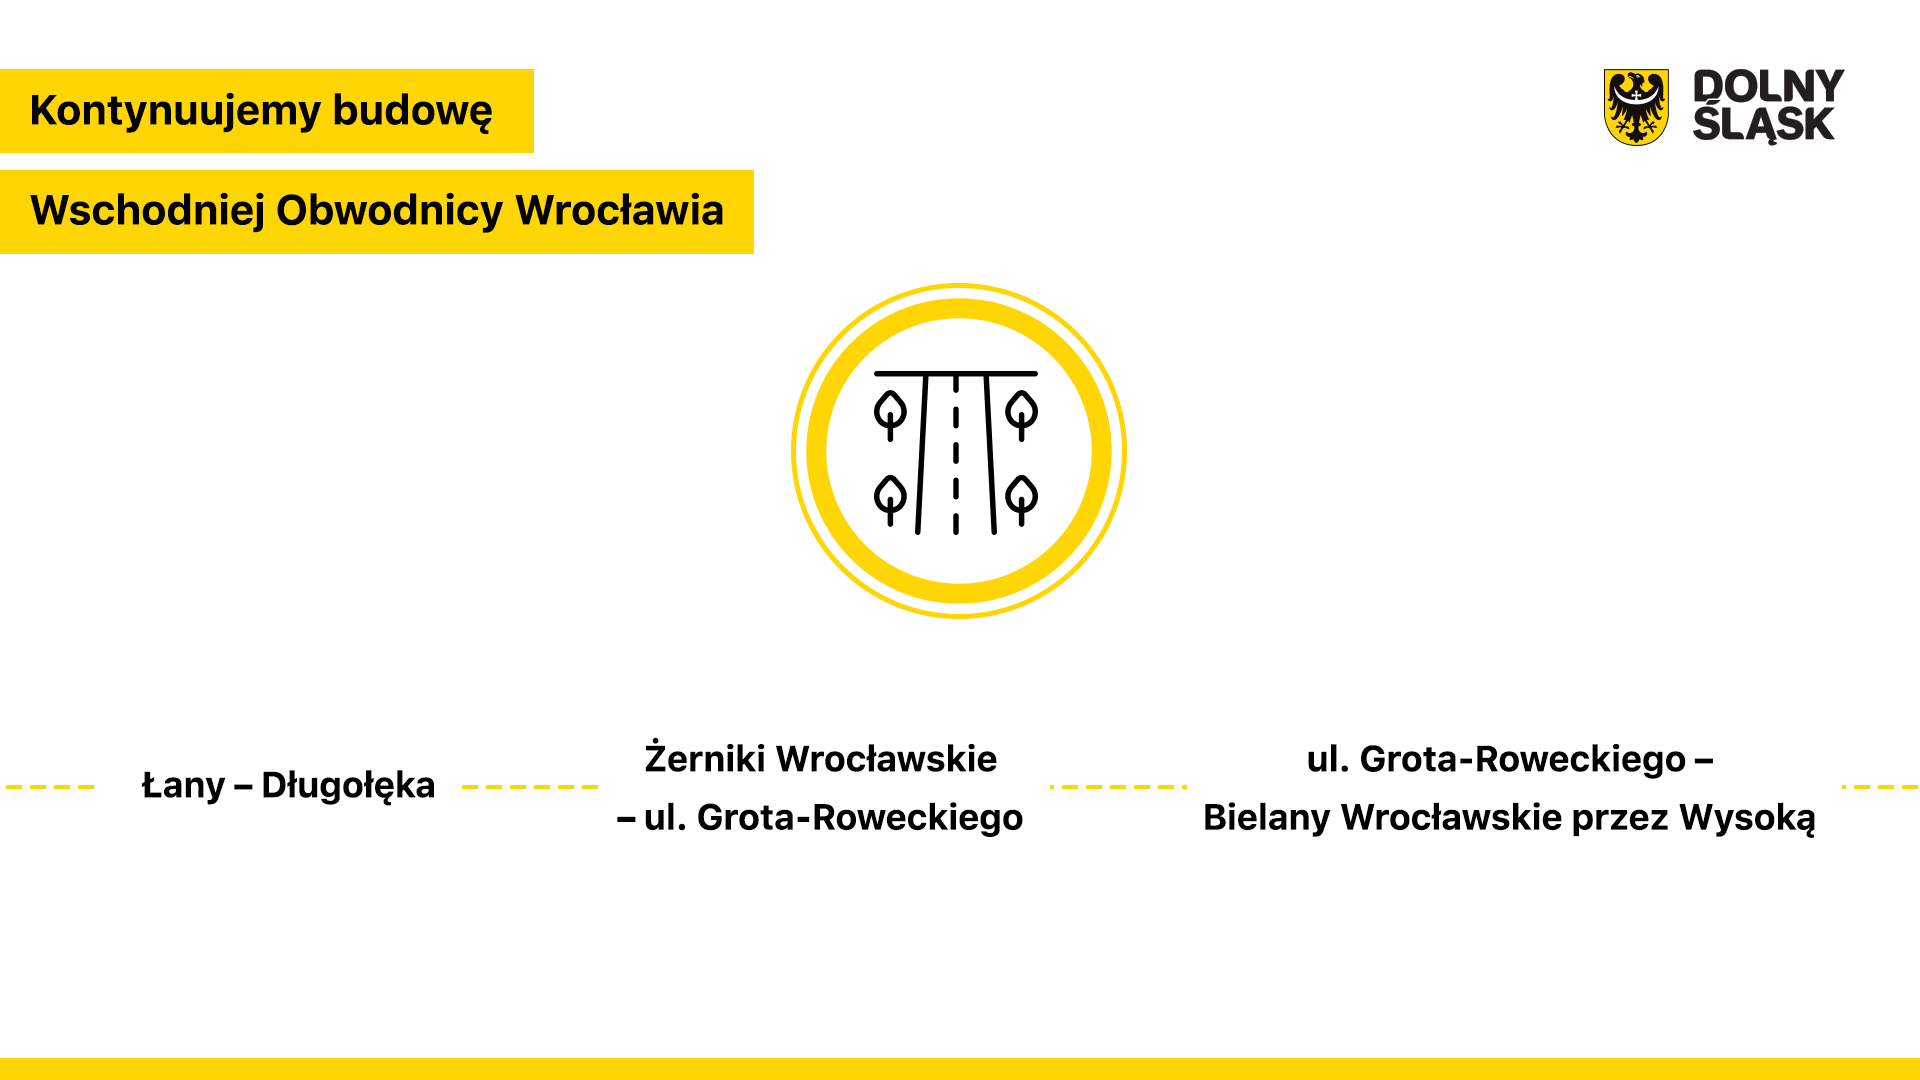 Kontynuujemy budowę
Wschodniej Obwodnicy Wrocławia
DOLNY
ŚLĄSK
Łany – Długołęka
Żerniki Wrocławskie
– ul. Grota-Roweckiego
ul. Grota-Roweckiego –
Bielany Wrocławskie przez Wysoką